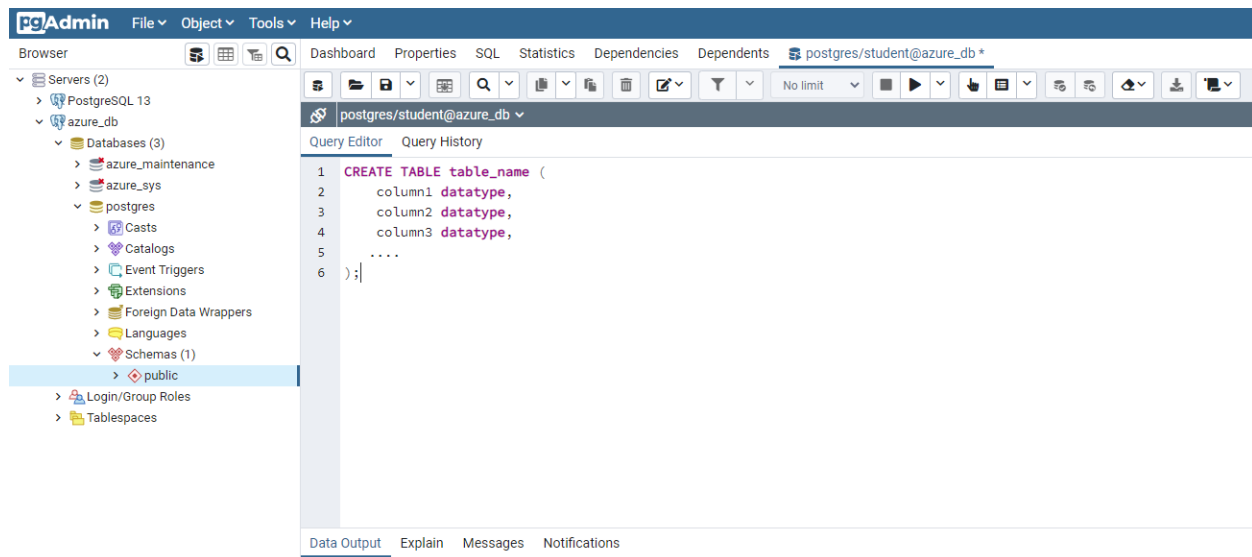 pgAdmin File Object Tools Help
Browser
Dashboard Properties SQL Statistics Dependencies Dependents postgres/student@azure_db *
No limit
Servers (2)
PostgreSQL 13
azure_db
Databases (3)
azure_maintenance
azure_sys
postgres
Casts
Catalogs
Event Triggers
Extensions
Foreign Data Wrappers
Languages
Schemas (1)
public
Login/Group Roles
Tablespaces
postgres/student@azure_db
Query Editor Query History
1 CREATE TABLE table_name (
2 column1 datatype,
3 column2 datatype,
4 column3 datatype,
5 ....
6 );
Data Output Explain Messages Notifications